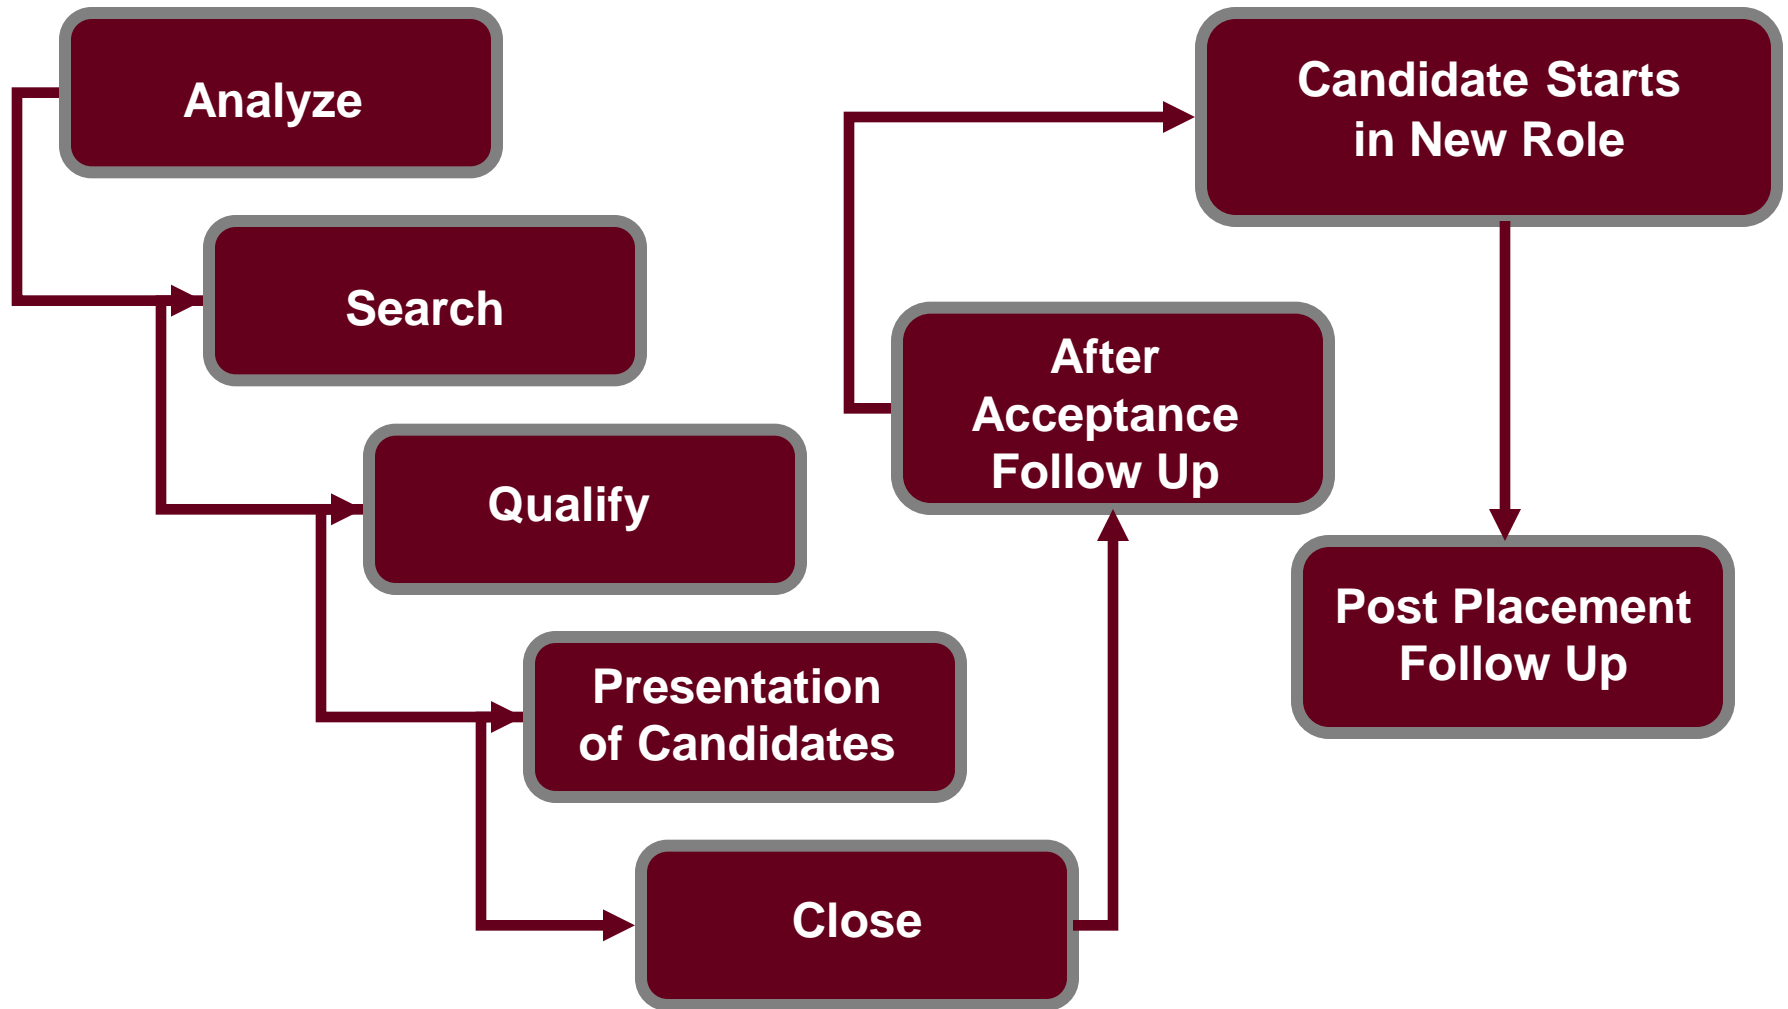 Analyze
Search
Qualify
Presentation
of Candidates
Close
After
Acceptance
Follow Up
Candidate Starts
in New Role
Post Placement
Follow Up